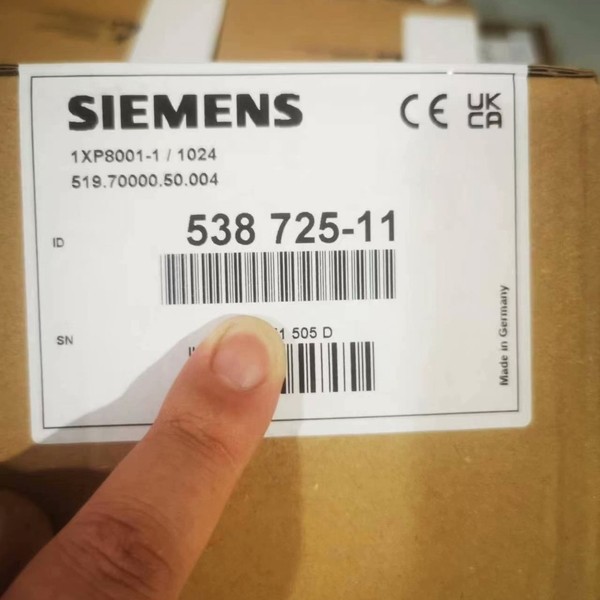 SIEMENS
CE UK CA
1XP8001-1 / 1024
519.70000.50.004
ID
538 725-11
SN
505 D
Made in Germany